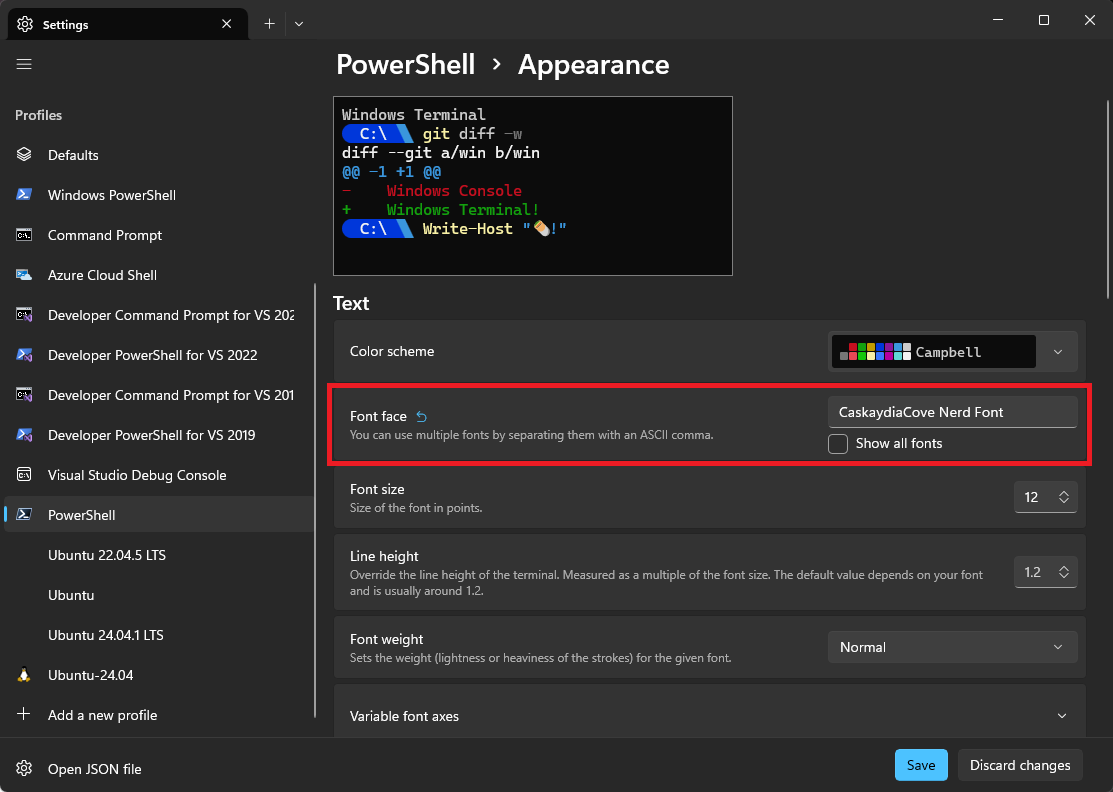 Settings
PowerShell > Appearance
Profiles
Defaults
Windows PowerShell
Command Prompt
Azure Cloud Shell
Developer Command Prompt for VS 202
Developer PowerShell for VS 2022
Developer Command Prompt for VS 201
Developer PowerShell for VS 2019
Visual Studio Debug Console
PowerShell
Ubuntu 22.04.5 LTS
Ubuntu
Ubuntu 24.04.1 LTS
Ubuntu-24.04
Add a new profile
Open JSON file
Windows Terminal
C:\ git diff -w
diff --git a/win b/win
@@ -1 +1 @@
-    Windows Console
+    Windows Terminal!
C:\ Write-Host "!"
Text
Color scheme
Campbell
Font face
You can use multiple fonts by separating them with an ASCII comma.
CaskaydiaCove Nerd Font
Show all fonts
Font size
Size of the font in points.
12
Line height
Override the line height of the terminal. Measured as a multiple of the font size. The default value depends on your font
and is usually around 1.2.
1.2
Font weight
Sets the weight (lightness or heaviness of the strokes) for the given font.
Normal
Variable font axes
Save
Discard changes